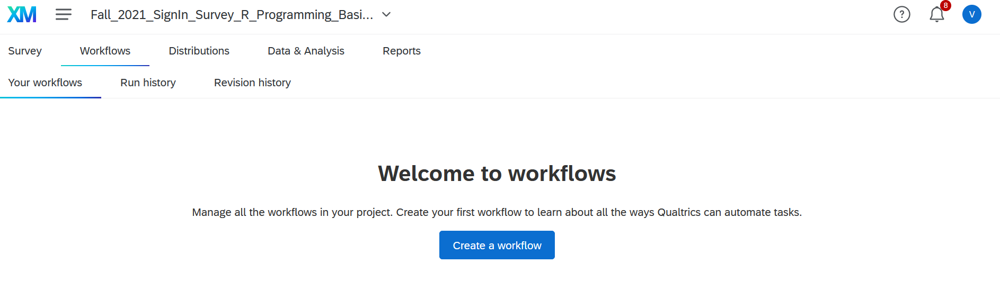 XM Fall_2021_SignIn_Survey_R_Programming_Basi... 8 V
Survey Workflows Distributions Data & Analysis Reports
Your workflows Run history Revision history
Welcome to workflows
Manage all the workflows in your project. Create your first workflow to learn about all the ways Qualtrics can automate tasks.
Create a workflow